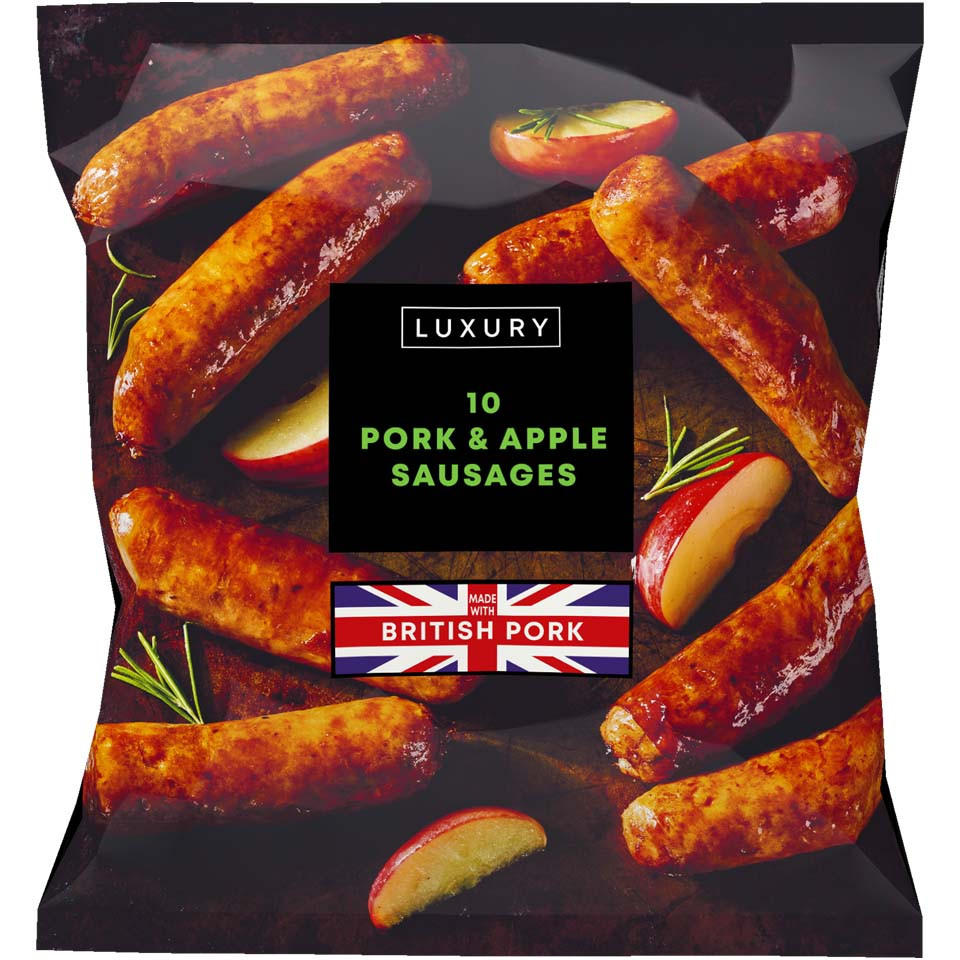 LUXURY
10
PORK & APPLE
SAUSAGES
MADE
WITH
BRITISH PORK